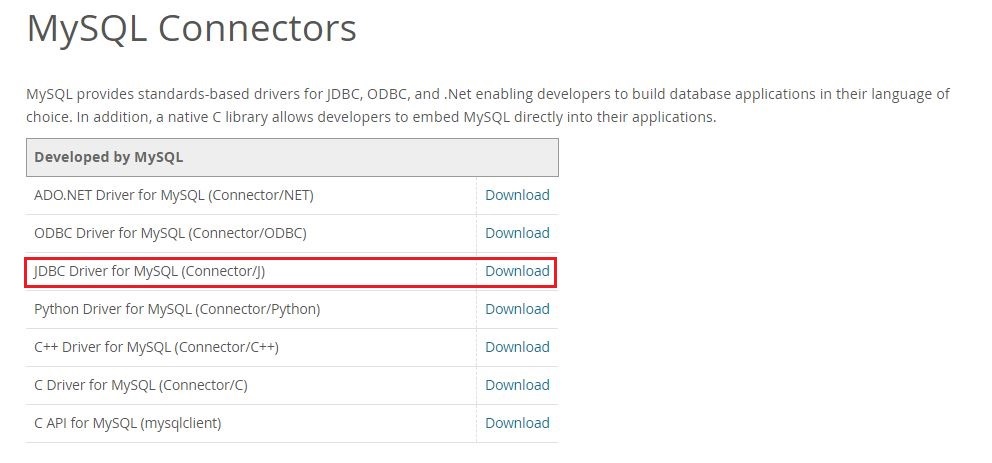 MySQL Connectors
MySQL provides standards-based drivers for JDBC, ODBC, and .Net enabling developers to build database applications in their language of
choice. In addition, a native C library allows developers to embed MySQL directly into their applications.
Developed by MySQL
ADO.NET Driver for MySQL (Connector/NET) Download
ODBC Driver for MySQL (Connector/ODBC) Download
JDBC Driver for MySQL (Connector/J) Download
Python Driver for MySQL (Connector/Python) Download
C++ Driver for MySQL (Connector/C++) Download
C Driver for MySQL (Connector/C) Download
C API for MySQL (mysqlclient) Download